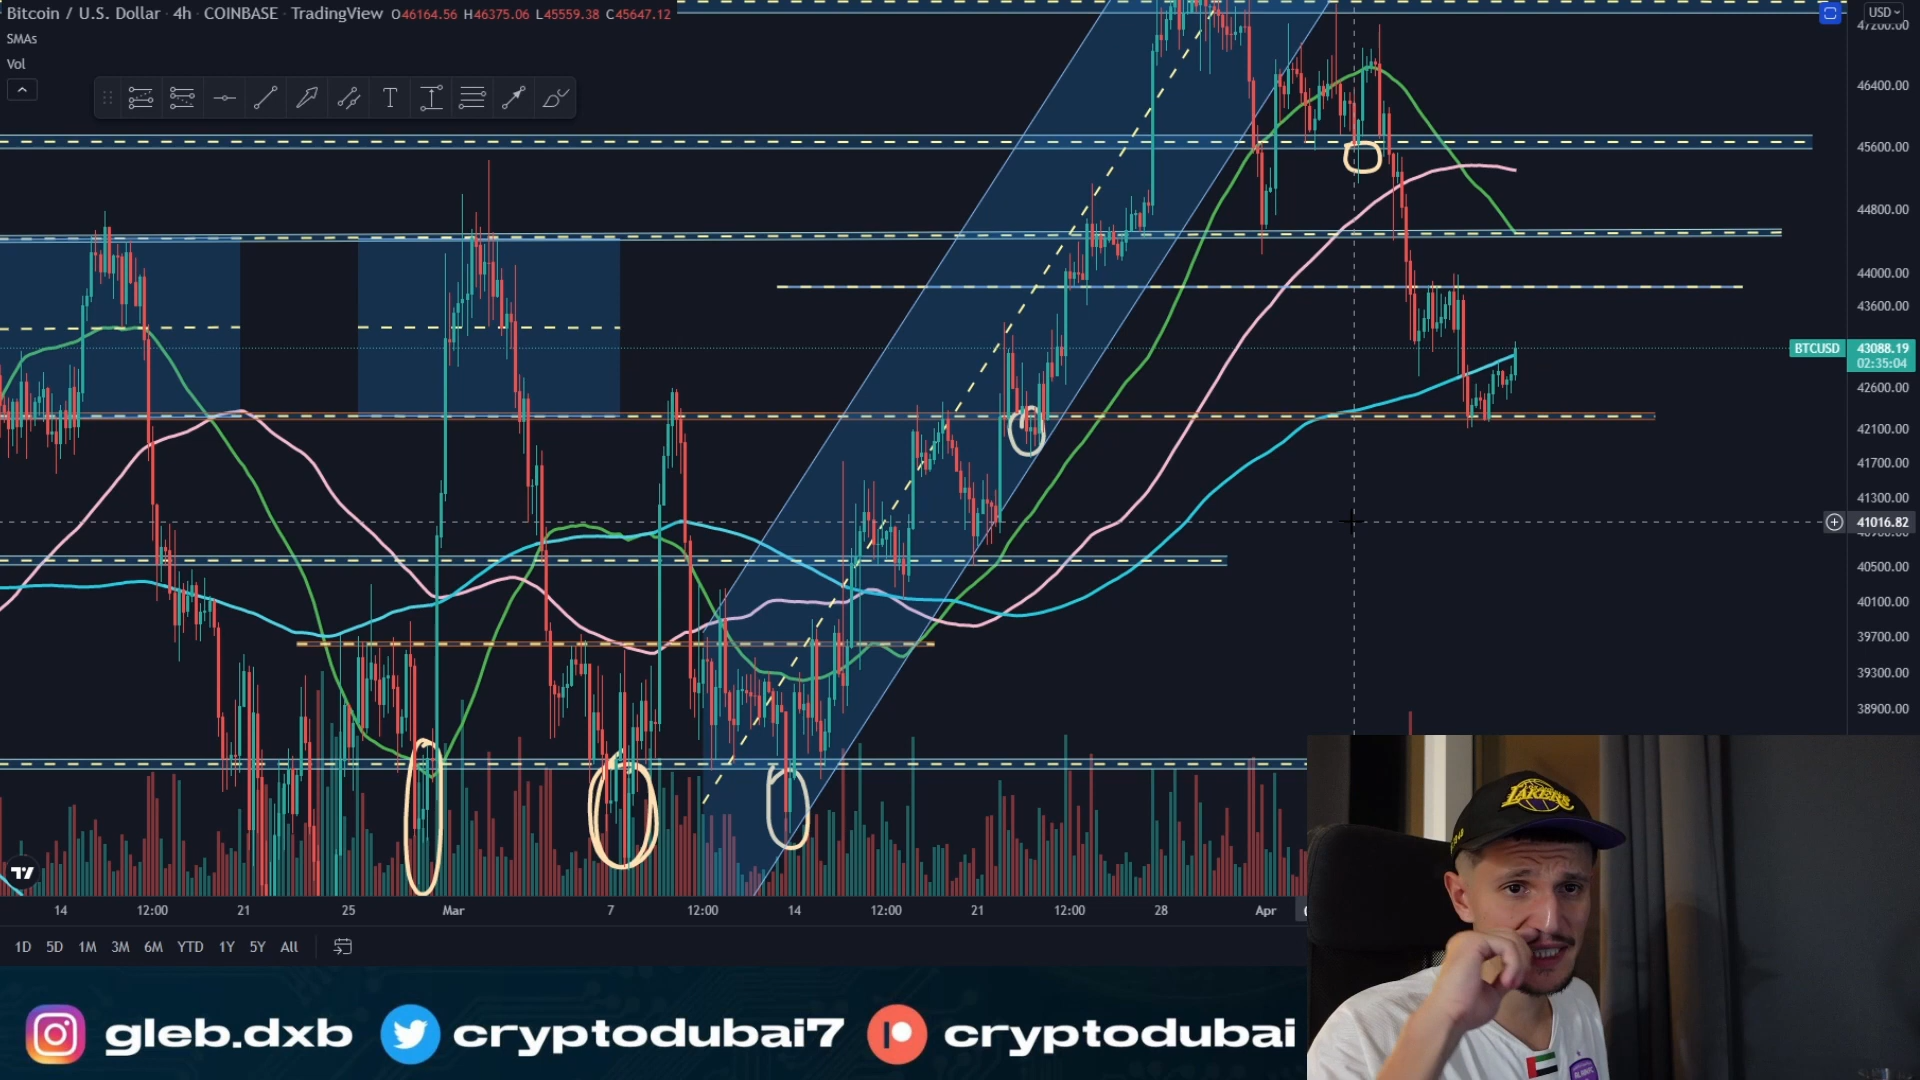 Bitcoin / U.S. Dollar · 4h · COINBASE · TradingView O46164.56 H46375.06 L45559.38 C45647.12
SMAs
Vol
USD
47200.00
46400.00
45600.00
44800.00
44000.00
43600.00
BTCUSD 43088.19
02:35:04
42600.00
42100.00
41700.00
41300.00
41016.82
40500.00
40100.00
39700.00
39300.00
38900.00
14 12:00 21 25 Mar 7 12:00 14 12:00 21 12:00 28 Apr
1D 5D 1M 3M 6M YTD 1Y 5Y All
LAKERS
gleb.dxb cryptodubai7 cryptodubai